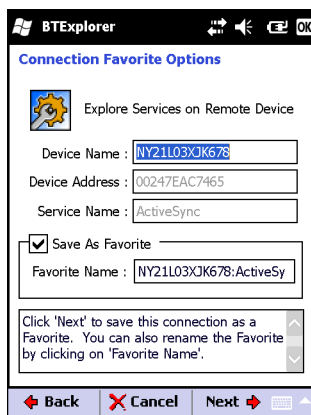 BTExplorer
OK
Connection Favorite Options
Explore Services on Remote Device
Device Name : NY21L03XJK678
Device Address : 00247EAC7465
Service Name : ActiveSync
Save As Favorite
Favorite Name : NY21L03XJK678:ActiveSy
Click 'Next' to save this connection as a
Favorite. You can also rename the Favorite
by clicking on 'Favorite Name'.
Back Cancel Next